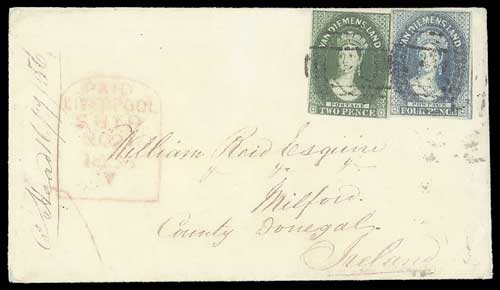 VAN DIEMENS LAND
POSTAGE
TWO PENCE
VAN DIEMENS LAND
POSTAGE
FOUR PENCE
PAID
LIVERPOOL
SHIP
William Reid Esquire
Milford
County Donegal
Ireland